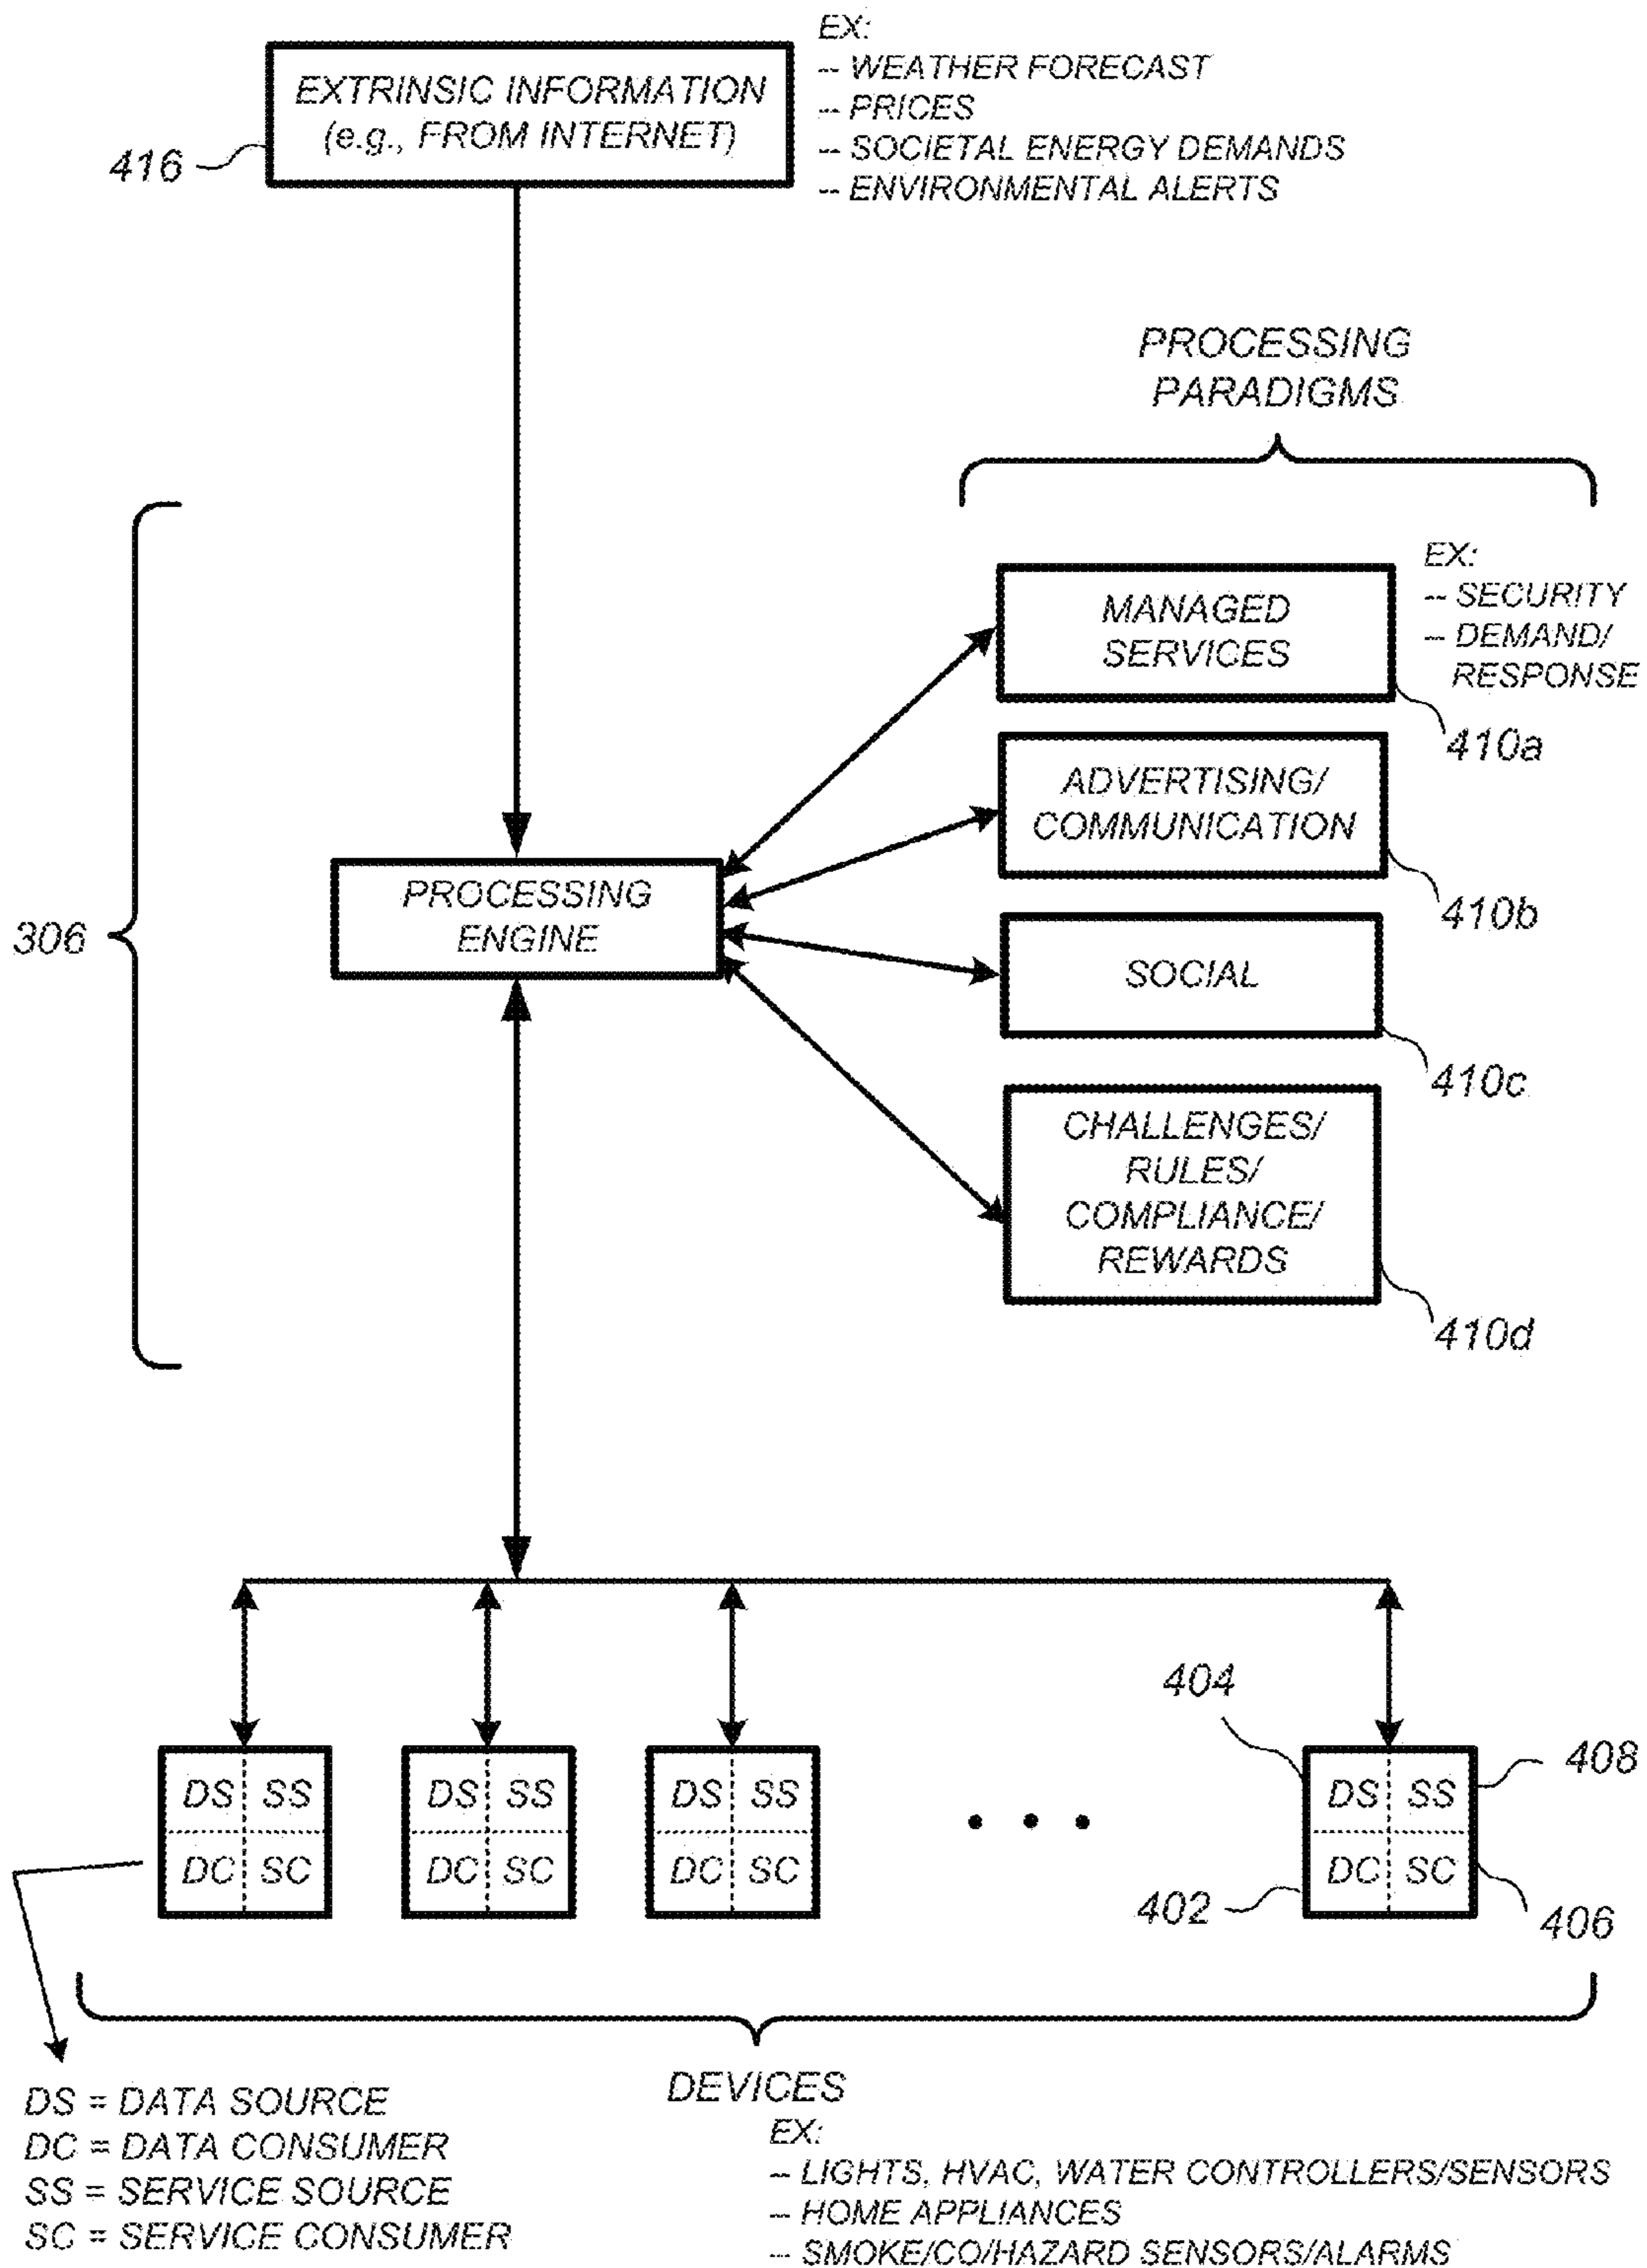 EXTRINSIC INFORMATION
(e.g., FROM INTERNET)
416
EX:
-- WEATHER FORECAST
-- PRICES
-- SOCIETAL ENERGY DEMANDS
-- ENVIRONMENTAL ALERTS
PROCESSING
PARADIGMS
306
PROCESSING
ENGINE
MANAGED
SERVICES
EX:
-- SECURITY
-- DEMAND/
RESPONSE
410a
ADVERTISING/
COMMUNICATION
410b
SOCIAL
410c
CHALLENGES/
RULES/
COMPLIANCE/
REWARDS
410d
DS SS
DC SC
DS SS
DC SC
DS SS
DC SC
. . .
404
DS SS
DC SC
408
402
406
DS = DATA SOURCE
DC = DATA CONSUMER
SS = SERVICE SOURCE
SC = SERVICE CONSUMER
DEVICES
EX:
-- LIGHTS, HVAC, WATER CONTROLLERS/SENSORS
-- HOME APPLIANCES
-- SMOKE/CO/HAZARD SENSORS/ALARMS